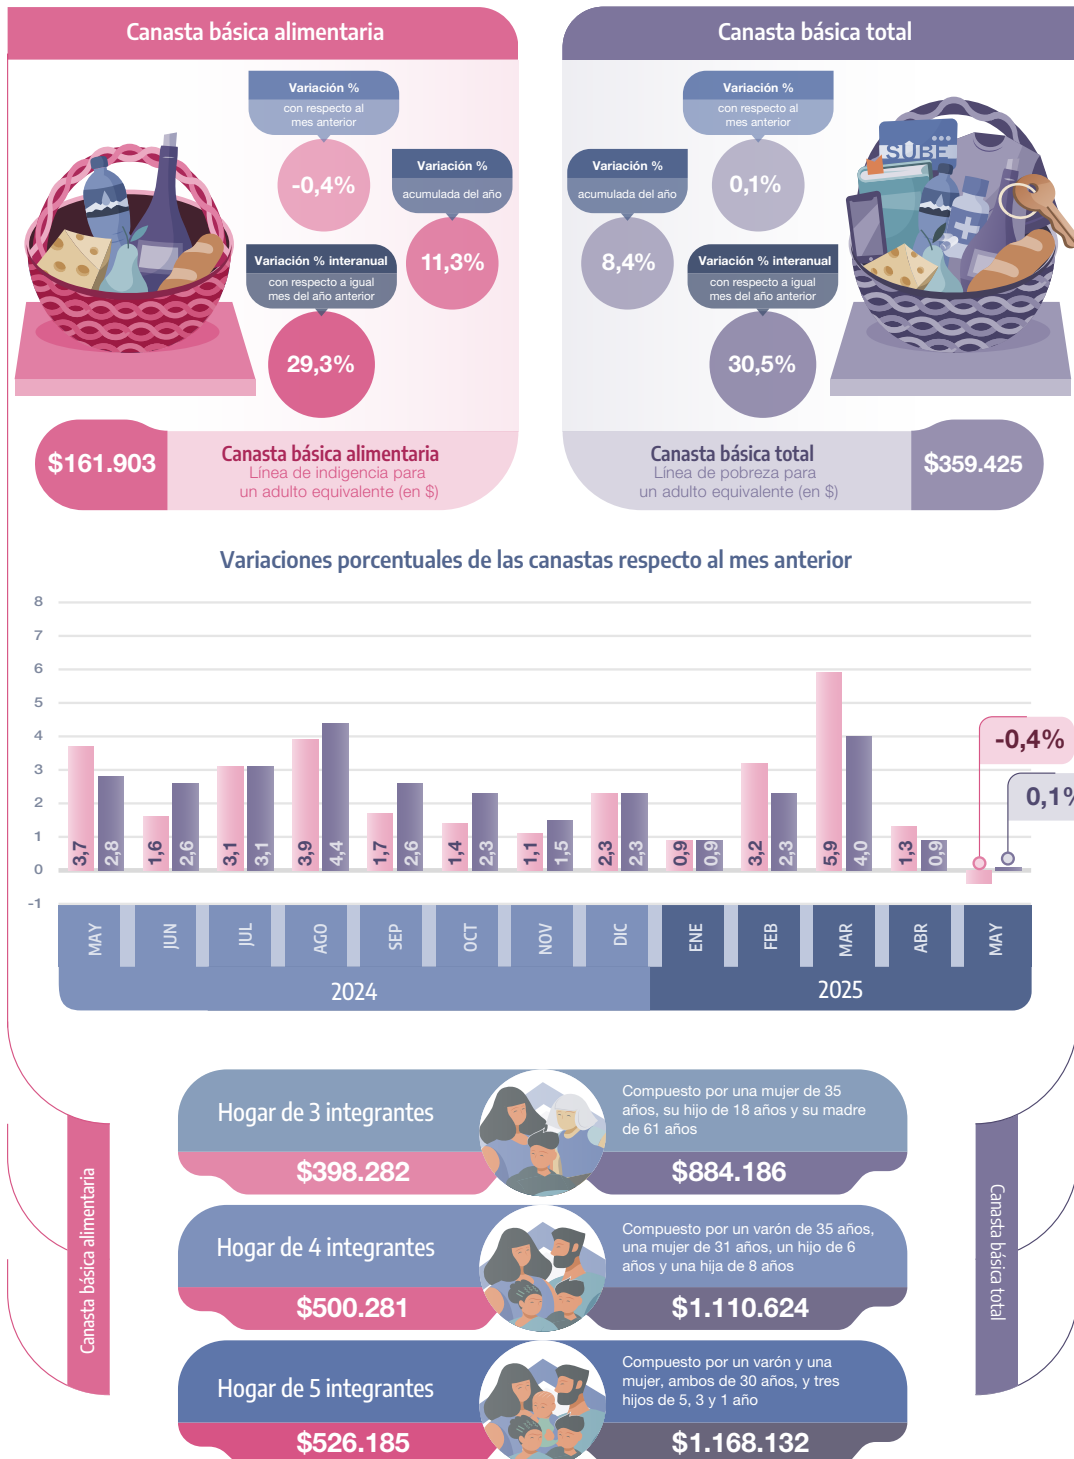 Canasta básica alimentaria
Variación %
con respecto al
mes anterior
-0,4%
Variación %
acumulada del año
11,3%
Variación % interanual
con respecto a igual
mes del año anterior
29,3%
$161.903
Canasta básica alimentaria
Línea de indigencia para
un adulto equivalente (en $)
Canasta básica total
Variación %
con respecto al
mes anterior
0,1%
Variación %
acumulada del año
8,4%
Variación % interanual
con respecto a igual
mes del año anterior
30,5%
SUBE
Canasta básica total
Línea de pobreza para
un adulto equivalente (en $)
$359.425
Variaciones porcentuales de las canastas respecto al mes anterior
8
7
6
5
4
3
2
1
0
-1
3,7 2,8 1,6 2,6 3,1 3,1 3,9 4,4 1,7 2,6 1,4 2,3 1,1 1,5 2,3 2,3 0,9 0,9 3,2 2,3 5,9 4,0 1,3 0,9
-0,4%
0,1%
MAY JUN JUL AGO SEP OCT NOV DIC ENE FEB MAR ABR MAY
2024 2025
Canasta básica alimentaria
Canasta básica total
Hogar de 3 integrantes
Compuesto por una mujer de 35
años, su hijo de 18 años y su madre
de 61 años
$398.282 $884.186
Hogar de 4 integrantes
Compuesto por un varón de 35 años,
una mujer de 31 años, un hijo de 6
años y una hija de 8 años
$500.281 $1.110.624
Hogar de 5 integrantes
Compuesto por un varón y una
mujer, ambos de 30 años, y tres
hijos de 5, 3 y 1 año
$526.185 $1.168.132